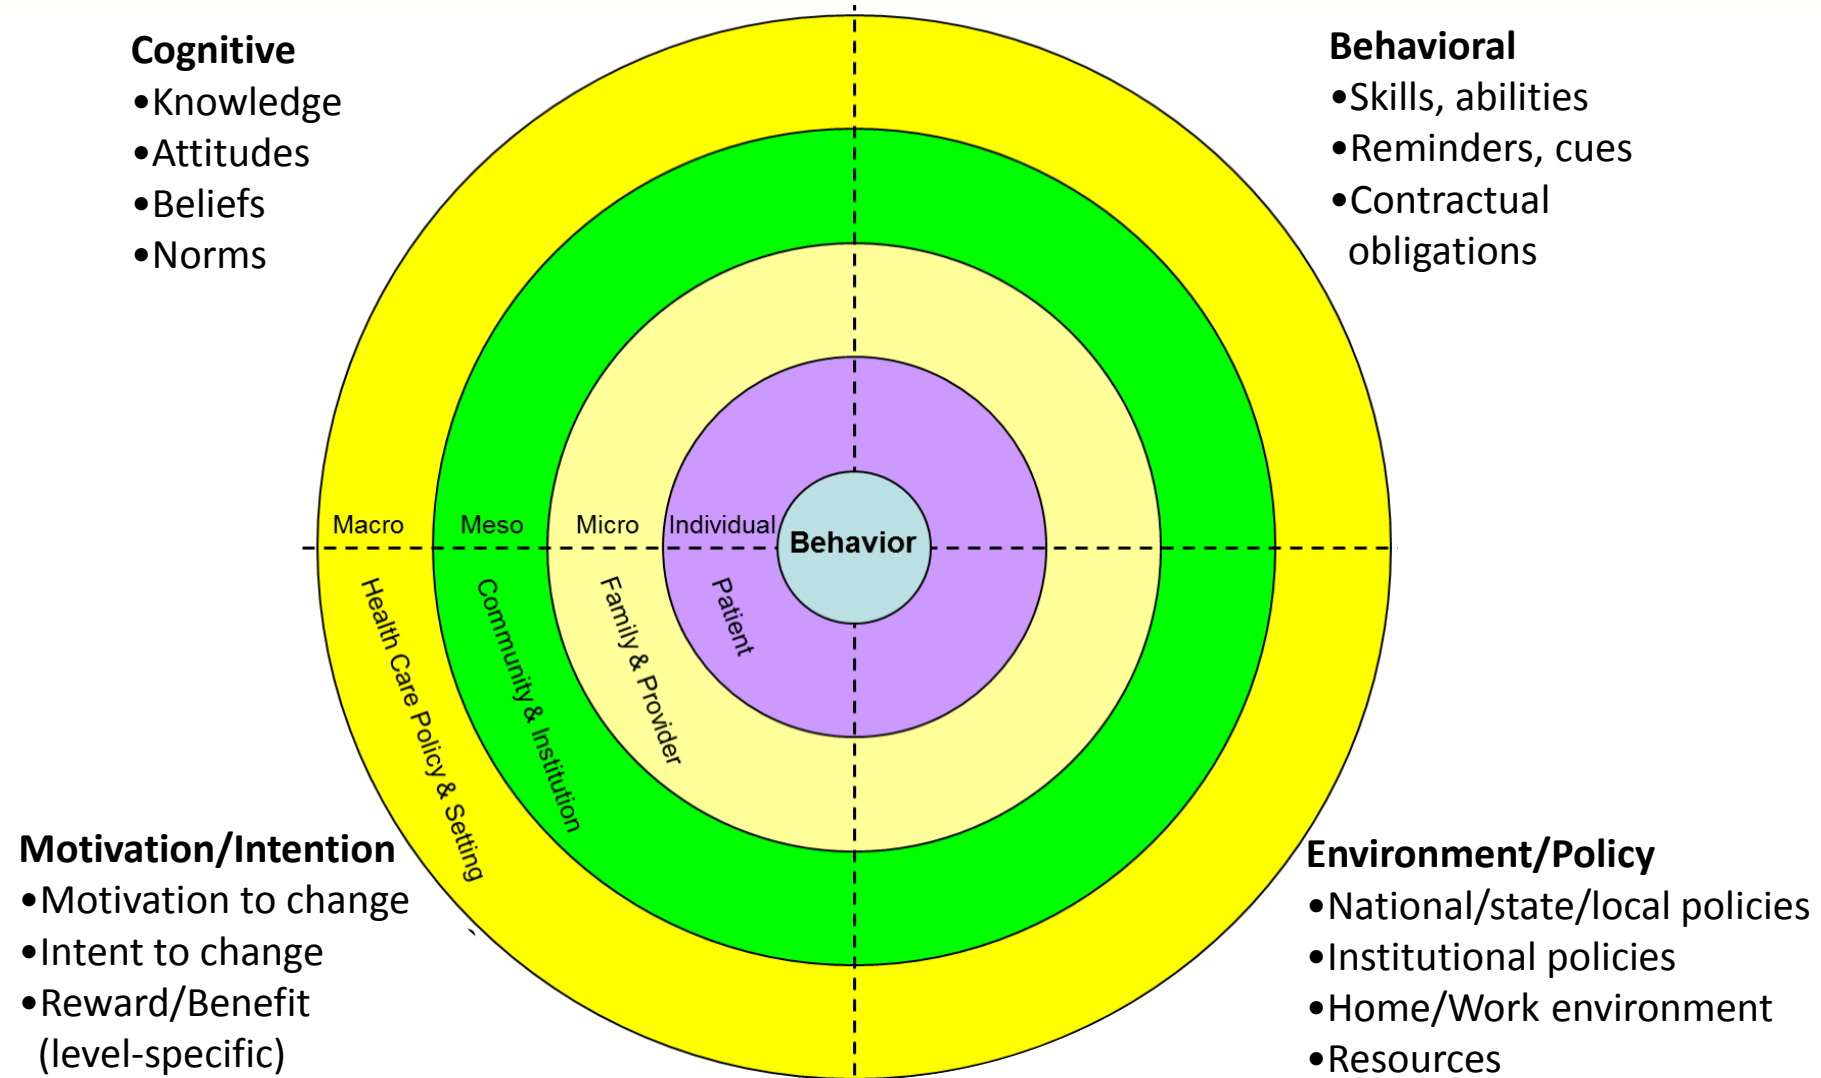 Cognitive
•Knowledge
•Attitudes
•Beliefs
•Norms
Behavioral
•Skills, abilities
•Reminders, cues
•Contractual
obligations
Macro
Meso
Micro
Individual
Behavior
Health Care Policy & Setting
Community & Institution
Family & Provider
Patient
Motivation/Intention
•Motivation to change
•Intent to change
•Reward/Benefit
(level-specific)
Environment/Policy
•National/state/local policies
•Institutional policies
•Home/Work environment
•Resources